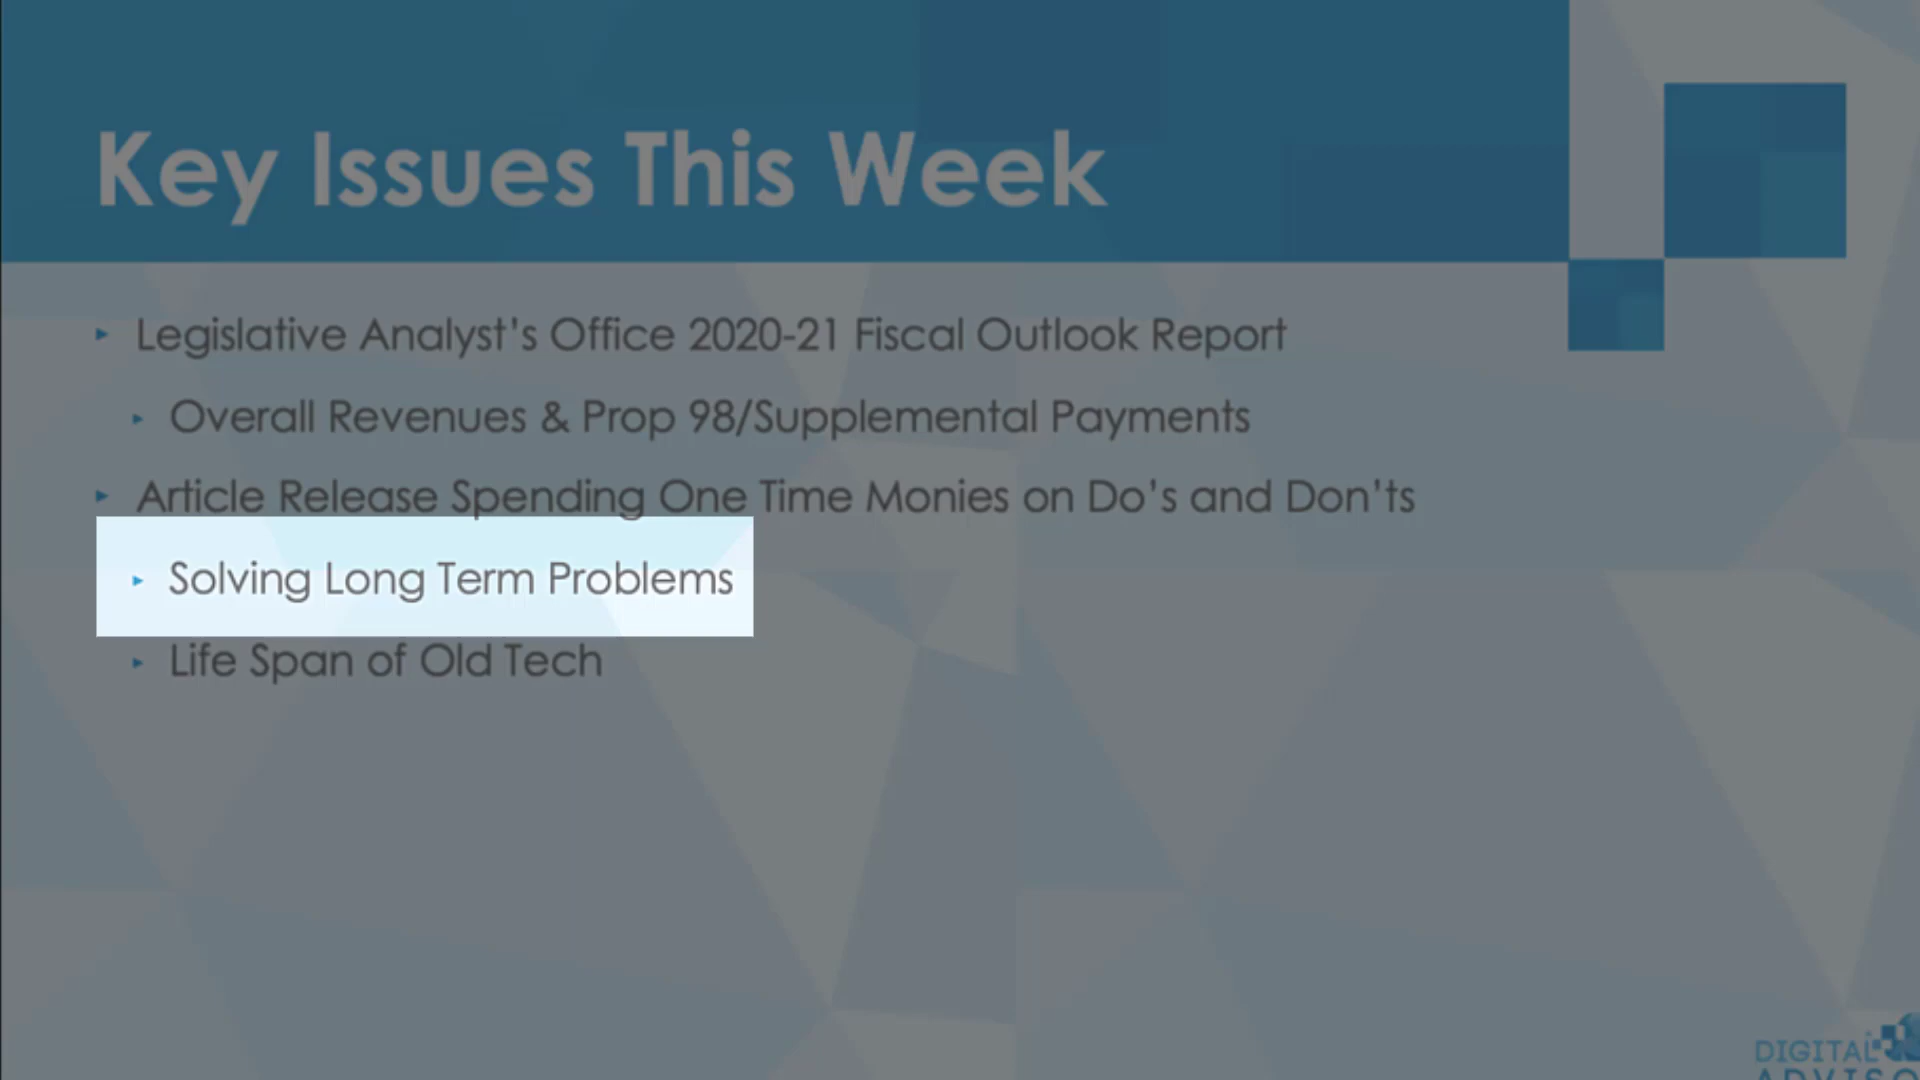 Key Issues This Week
Legislative Analyst's Office 2020-21 Fiscal Outlook Report
Overall Revenues & Prop 98/Supplemental Payments
Article Release Spending One Time Monies on Do's and Don'ts
Solving Long Term Problems
Life Span of Old Tech
DIGITAL